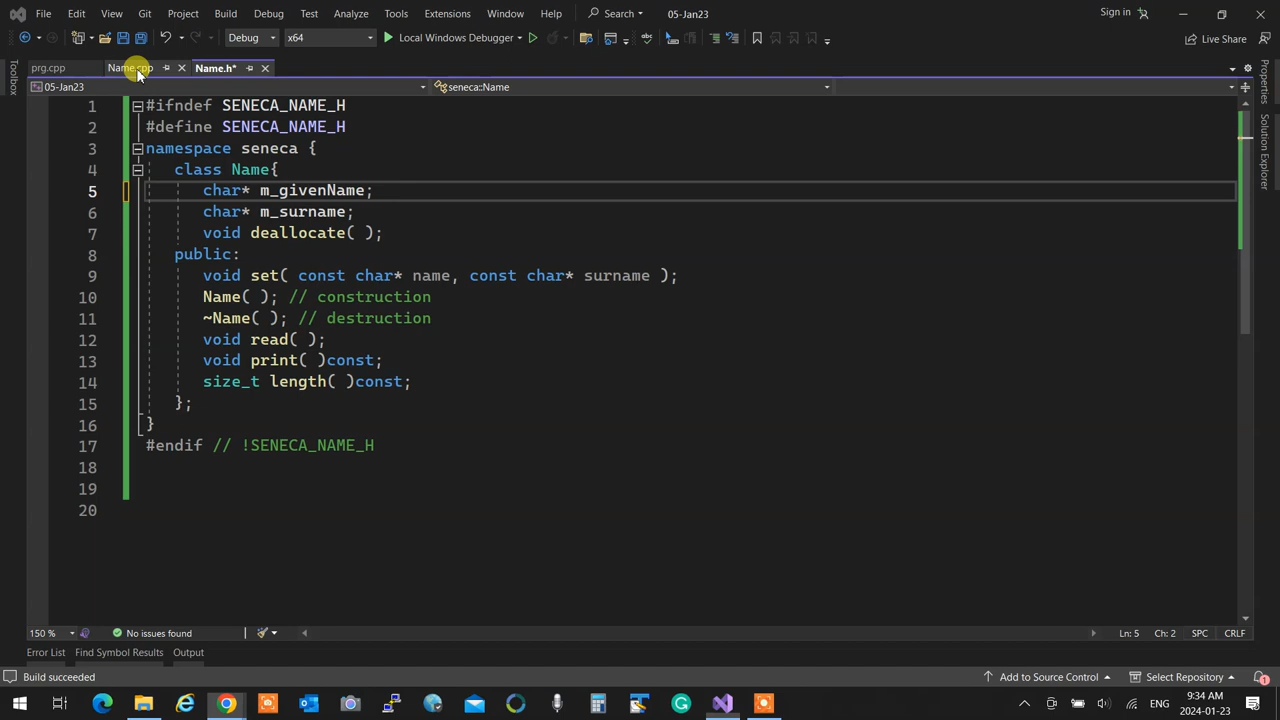 File Edit View Git Project Build Debug Test Analyze Tools Extensions Window Help Search 05-Jan23 Sign in
Debug x64 Local Windows Debugger Live Share
prg.cpp Name.cpp Name.h*
05-Jan23 seneca::Name
Toolbox
Properties
Solution Explorer
1 #ifndef SENECA_NAME_H
2 #define SENECA_NAME_H
3 namespace seneca {
4 class Name{
5 char* m_givenName;
6 char* m_surname;
7 void deallocate( );
8 public:
9 void set( const char* name, const char* surname );
10 Name( ); // construction
11 ~Name( ); // destruction
12 void read( );
13 void print( )const;
14 size_t length( )const;
15 };
16 }
17 #endif // !SENECA_NAME_H
18
19
20
150 % No issues found Ln: 5 Ch: 2 SPC CRLF
Error List Find Symbol Results Output
Build succeeded Add to Source Control Select Repository 1
ENG 9:34 AM
2024-01-23